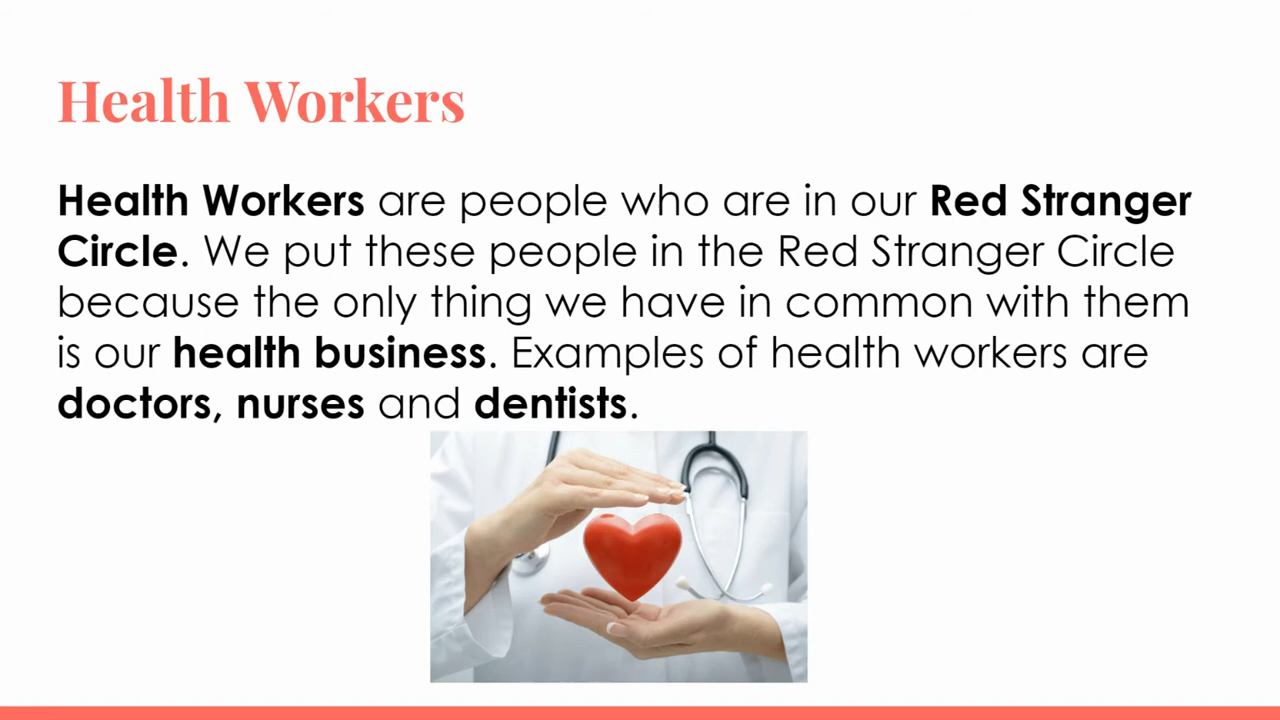 Health Workers
Health Workers are people who are in our Red Stranger
Circle. We put these people in the Red Stranger Circle
because the only thing we have in common with them
is our health business. Examples of health workers are
doctors, nurses and dentists.